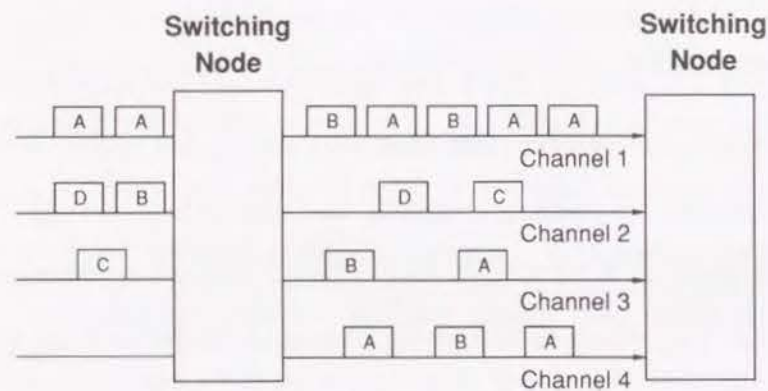 Switching
Node
Switching
Node
A A B A B A A
Channel 1
D B D C
Channel 2
C B A
Channel 3
A B A
Channel 4